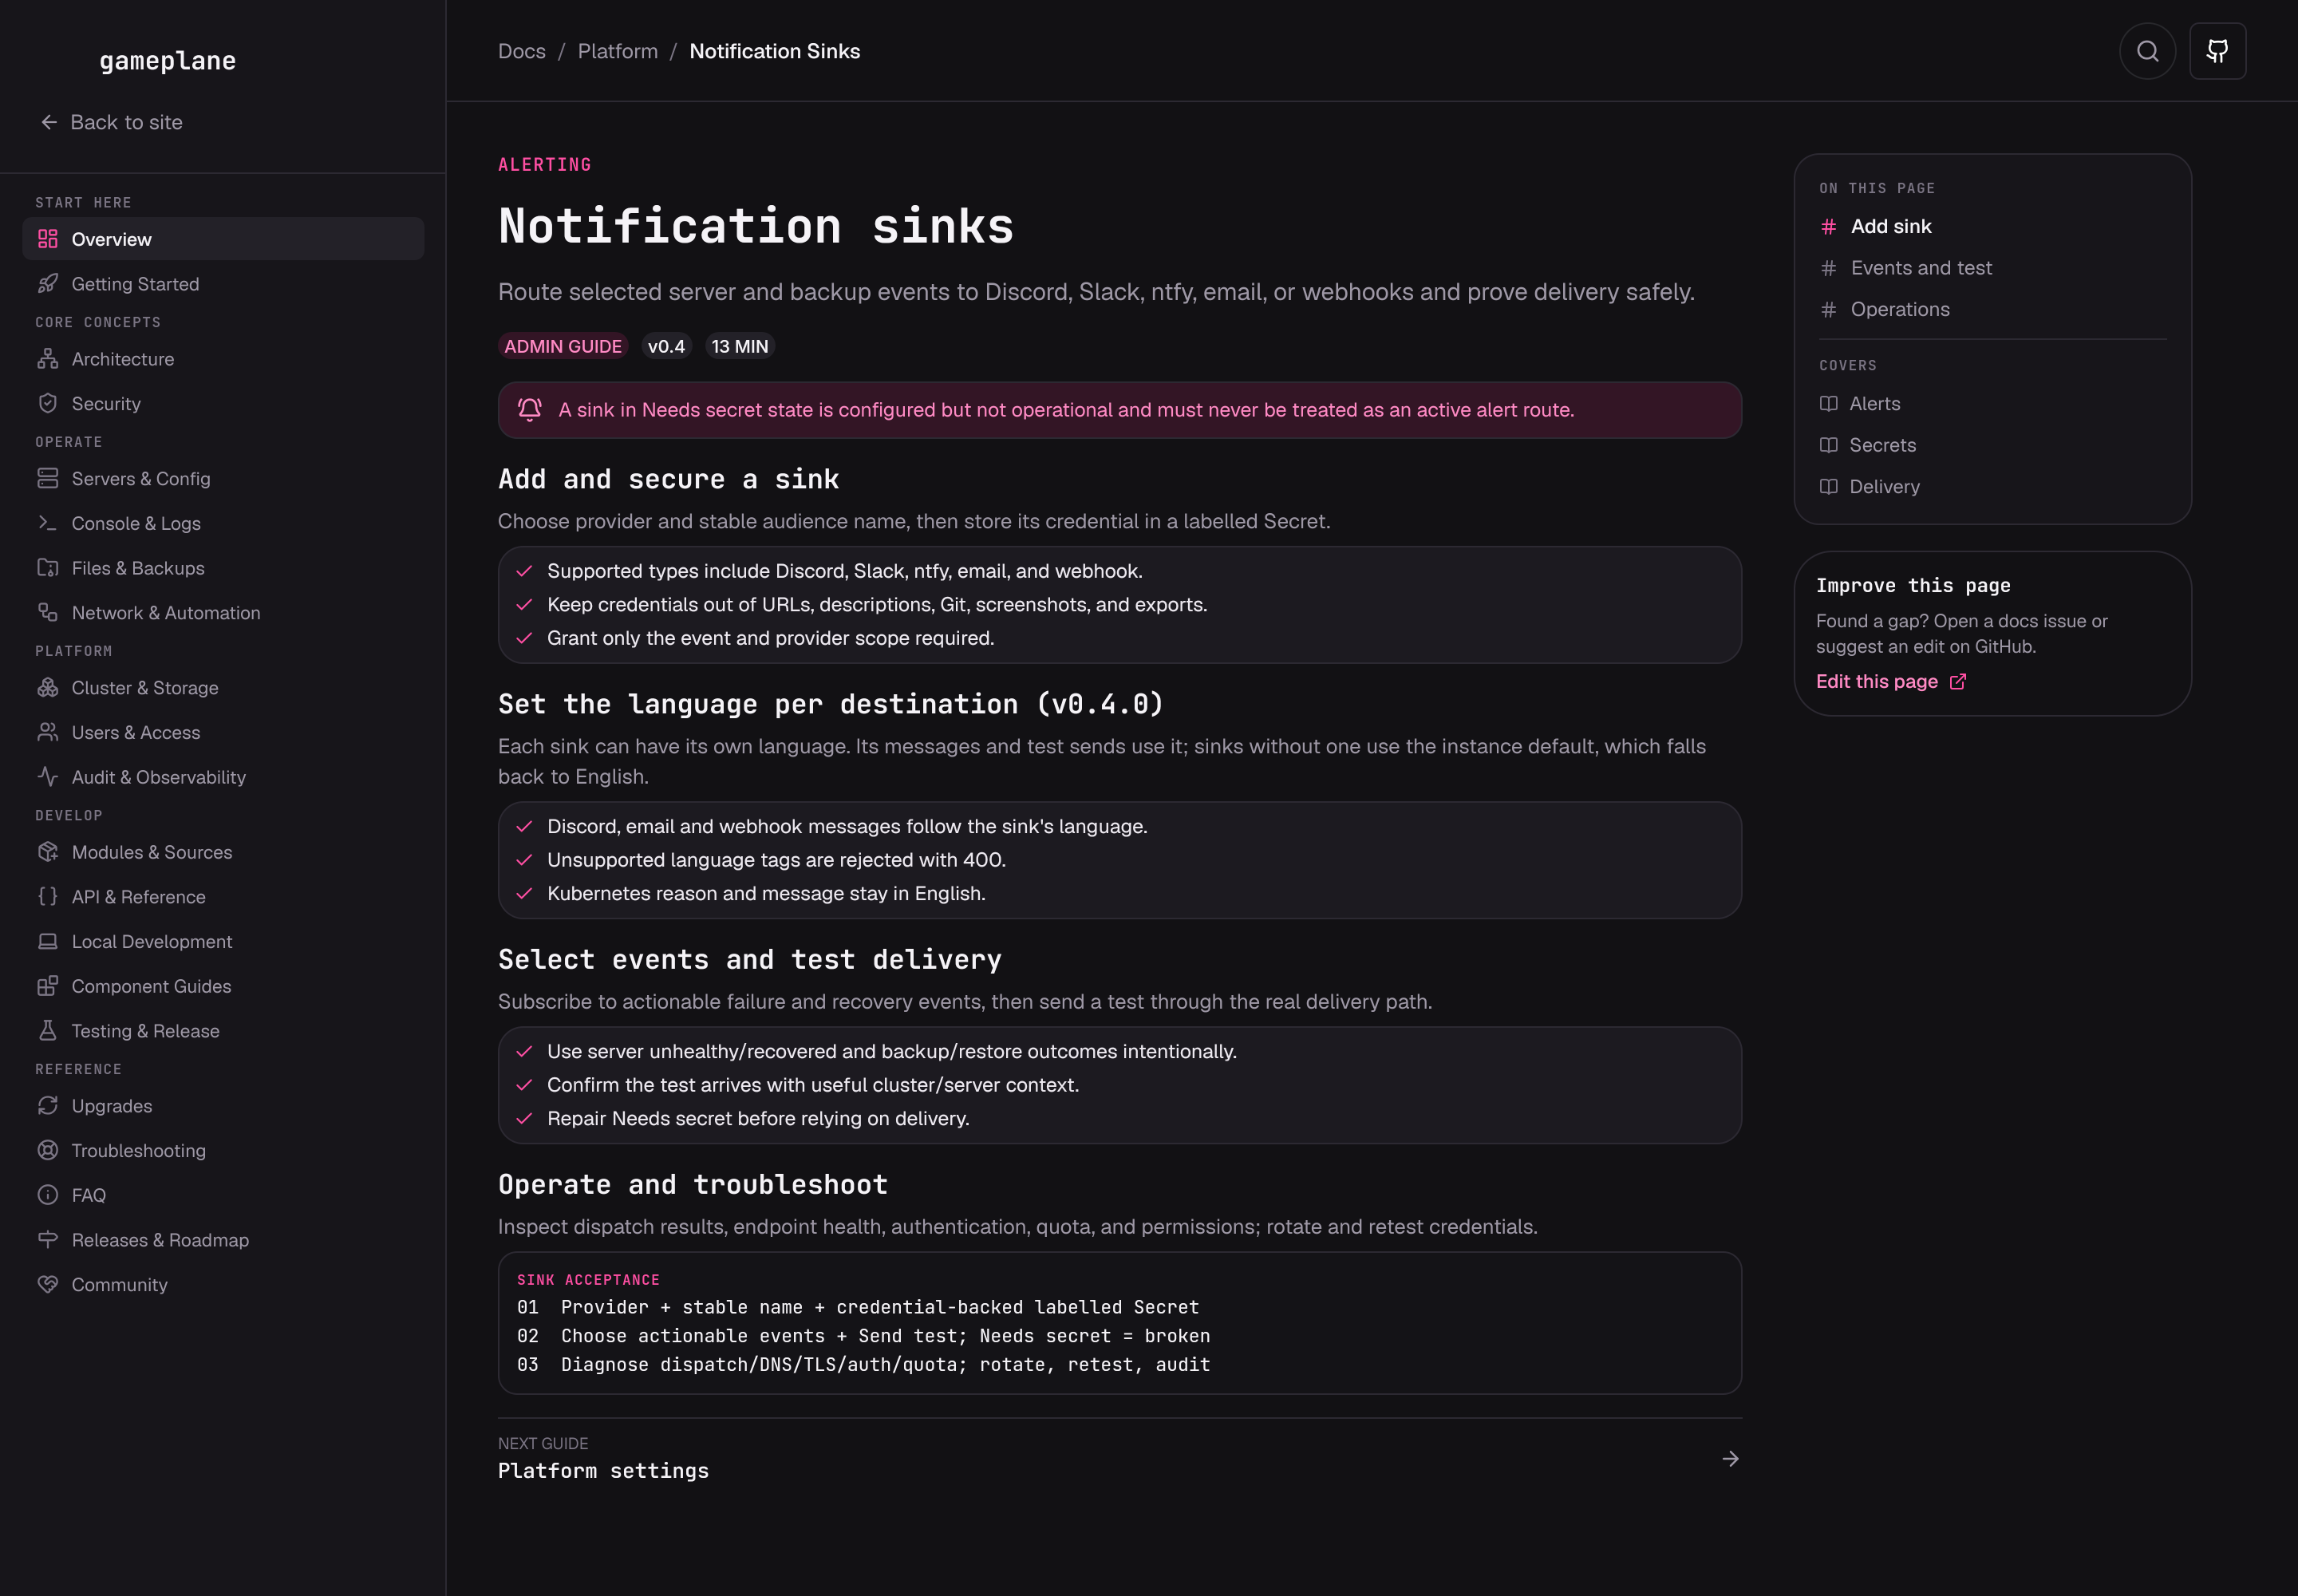 gameplane
Back to site
START HERE
Overview
Getting Started
CORE CONCEPTS
Architecture
Security
OPERATE
Servers & Config
Console & Logs
Files & Backups
Network & Automation
PLATFORM
Cluster & Storage
Users & Access
Audit & Observability
DEVELOP
Modules & Sources
API & Reference
Local Development
Component Guides
Testing & Release
REFERENCE
Upgrades
Troubleshooting
FAQ
Releases & Roadmap
Community
Docs / Platform / Notification Sinks
ALERTING
Notification sinks
Route selected server and backup events to Discord, Slack, ntfy, email, or webhooks and prove delivery safely.
ADMIN GUIDE v0.4 13 MIN
A sink in Needs secret state is configured but not operational and must never be treated as an active alert route.
Add and secure a sink
Choose provider and stable audience name, then store its credential in a labelled Secret.
Supported types include Discord, Slack, ntfy, email, and webhook.
Keep credentials out of URLs, descriptions, Git, screenshots, and exports.
Grant only the event and provider scope required.
Set the language per destination (v0.4.0)
Each sink can have its own language. Its messages and test sends use it; sinks without one use the instance default, which falls
back to English.
Discord, email and webhook messages follow the sink's language.
Unsupported language tags are rejected with 400.
Kubernetes reason and message stay in English.
Select events and test delivery
Subscribe to actionable failure and recovery events, then send a test through the real delivery path.
Use server unhealthy/recovered and backup/restore outcomes intentionally.
Confirm the test arrives with useful cluster/server context.
Repair Needs secret before relying on delivery.
Operate and troubleshoot
Inspect dispatch results, endpoint health, authentication, quota, and permissions; rotate and retest credentials.
SINK ACCEPTANCE
01 Provider + stable name + credential-backed labelled Secret
02 Choose actionable events + Send test; Needs secret = broken
03 Diagnose dispatch/DNS/TLS/auth/quota; rotate, retest, audit
NEXT GUIDE
Platform settings
ON THIS PAGE
# Add sink
# Events and test
# Operations
COVERS
Alerts
Secrets
Delivery
Improve this page
Found a gap? Open a docs issue or
suggest an edit on GitHub.
Edit this page